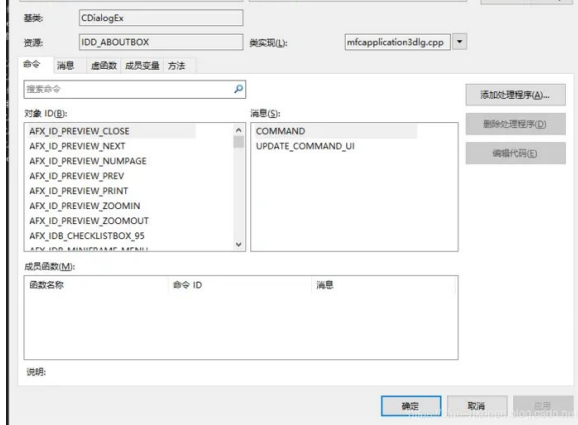 基类: CDialogEx
资源: IDD_ABOUTBOX 类实现(L): mfcapplication3dlg.cpp
命令 消息 虚函数 成员变量 方法
搜索命令
添加处理程序(A)...
对象 ID(B): 消息(S):
删除处理程序(D)
AFX_ID_PREVIEW_CLOSE COMMAND
AFX_ID_PREVIEW_NEXT UPDATE_COMMAND_UI
编辑代码(E)
AFX_ID_PREVIEW_NUMPAGE
AFX_ID_PREVIEW_PREV
AFX_ID_PREVIEW_PRINT
AFX_ID_PREVIEW_ZOOMIN
AFX_ID_PREVIEW_ZOOMOUT
AFX_IDB_CHECKLISTBOX_95
AFX_IDB_MINIFRAME_MENU
成员函数(M):
函数名称 命令 ID 消息
说明:
确定 取消 应用